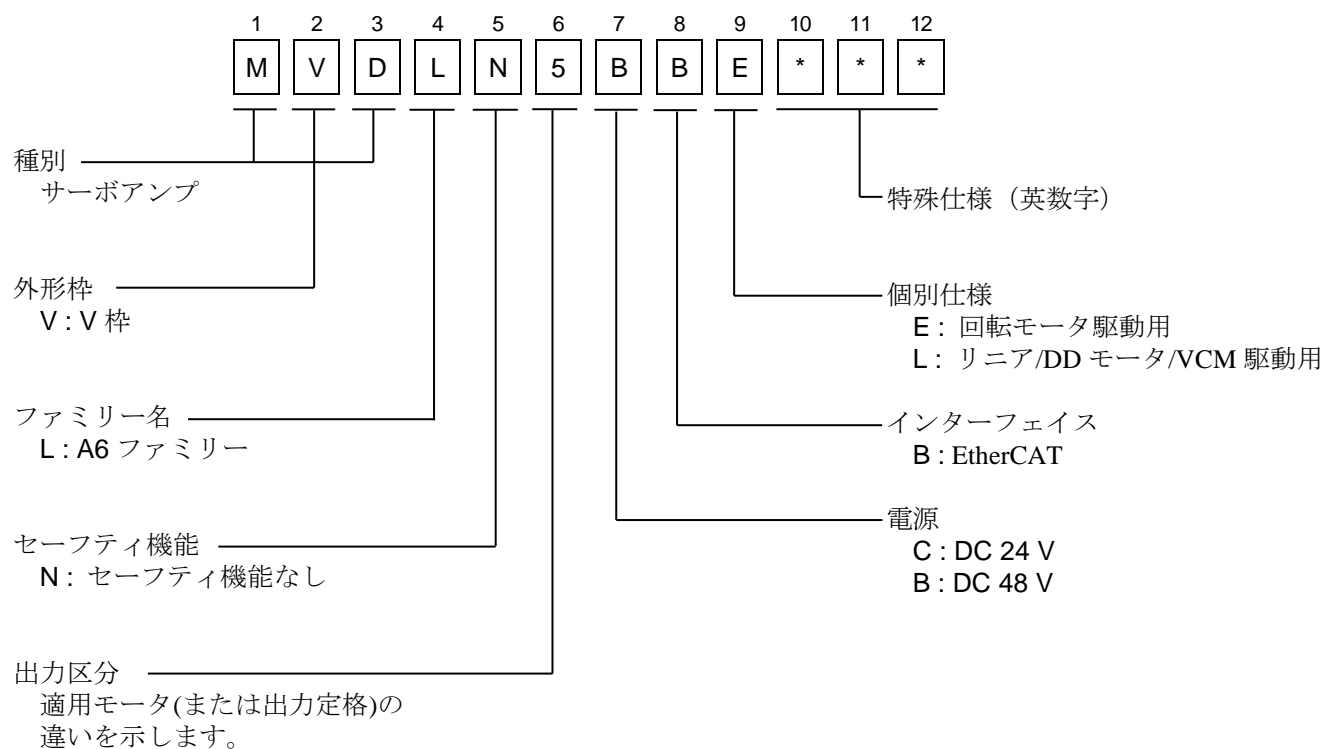 1 2 3 4 5 6 7 8 9 10 11 12
M V D L N 5 B B E * * *
種別
サーボアンプ
特殊仕様（英数字）
外形枠
V : V 枠
個別仕様
E : 回転モータ駆動用
L : リニア/DD モータ/VCM 駆動用
ファミリー名
L : A6 ファミリー
インターフェイス
B : EtherCAT
電源
C : DC 24 V
B : DC 48 V
セーフティ機能
N : セーフティ機能なし
出力区分
適用モータ(または出力定格)の
違いを示します。